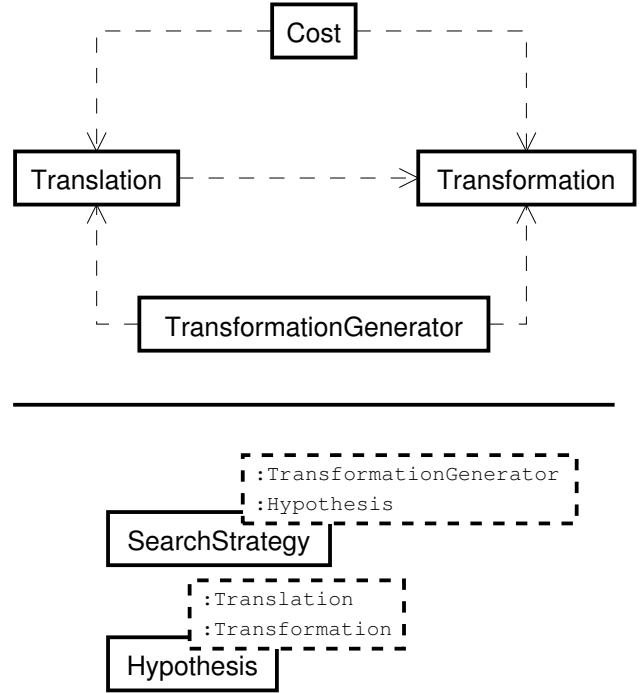 Cost
Translation
Transformation
TransformationGenerator
:TransformationGenerator
:Hypothesis
SearchStrategy
:Translation
:Transformation
Hypothesis